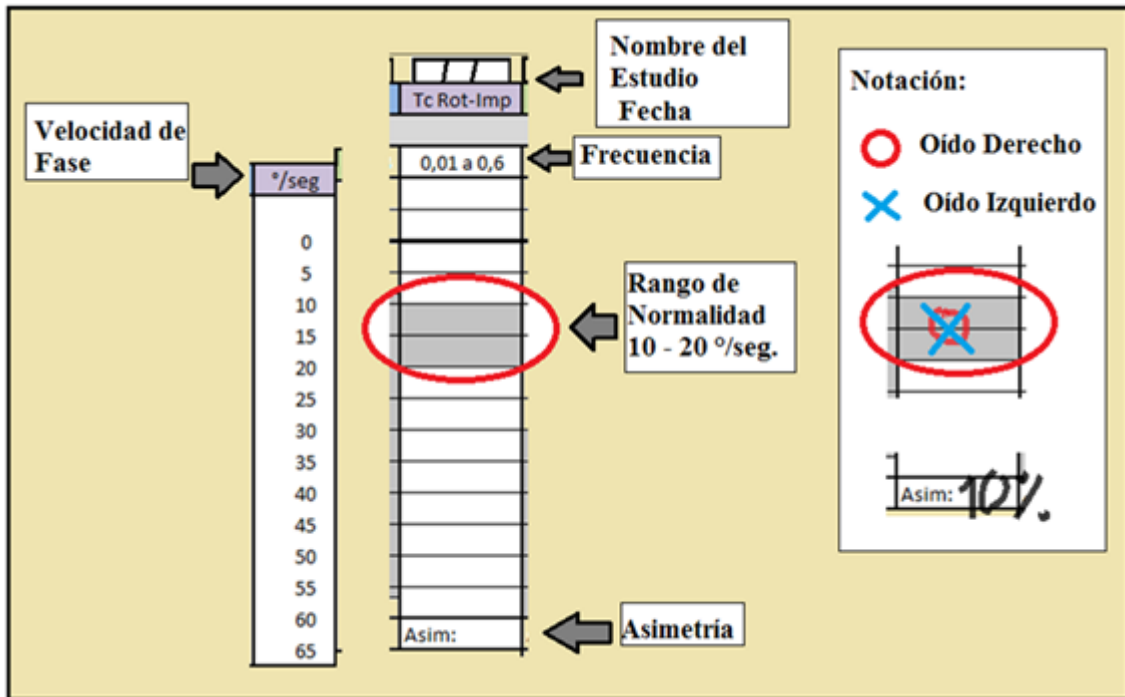 Velocidad de
Fase
°/seg
0
5
10
15
20
25
30
35
40
45
50
55
60
65
Tc Rot-Imp
0,01 a 0,6
Asim:
Nombre del
Estudio
Fecha
Frecuencia
Rango de
Normalidad
10 - 20 °/seg.
Asimetría
Notación:
Oído Derecho
Oído Izquierdo
Asim: 10%.